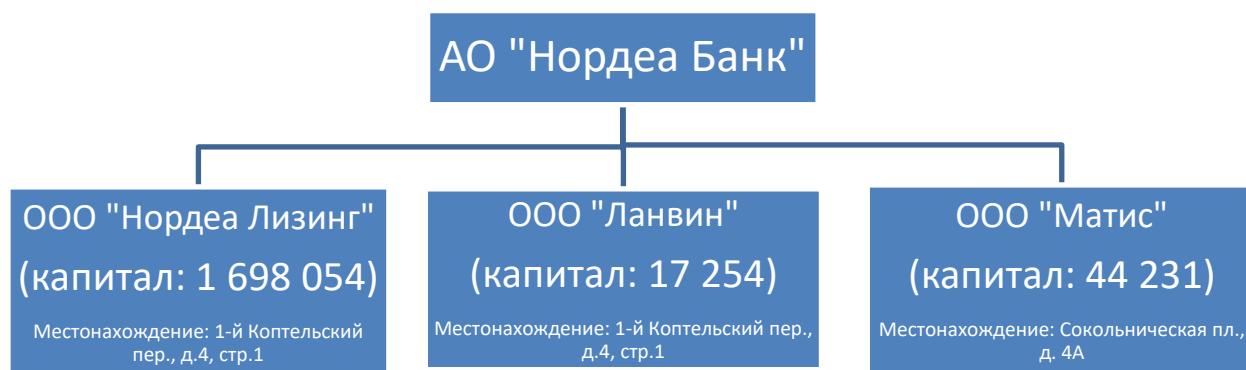 АО "Нордеа Банк"
ООО "Нордеа Лизинг"
(капитал: 1 698 054)
Местонахождение: 1-й Коптельский
пер., д.4, стр.1
ООО "Ланвин"
(капитал: 17 254)
Местонахождение: 1-й Коптельский пер.,
д.4, стр.1
ООО "Матис"
(капитал: 44 231)
Местонахождение: Сокольническая пл.,
д. 4А